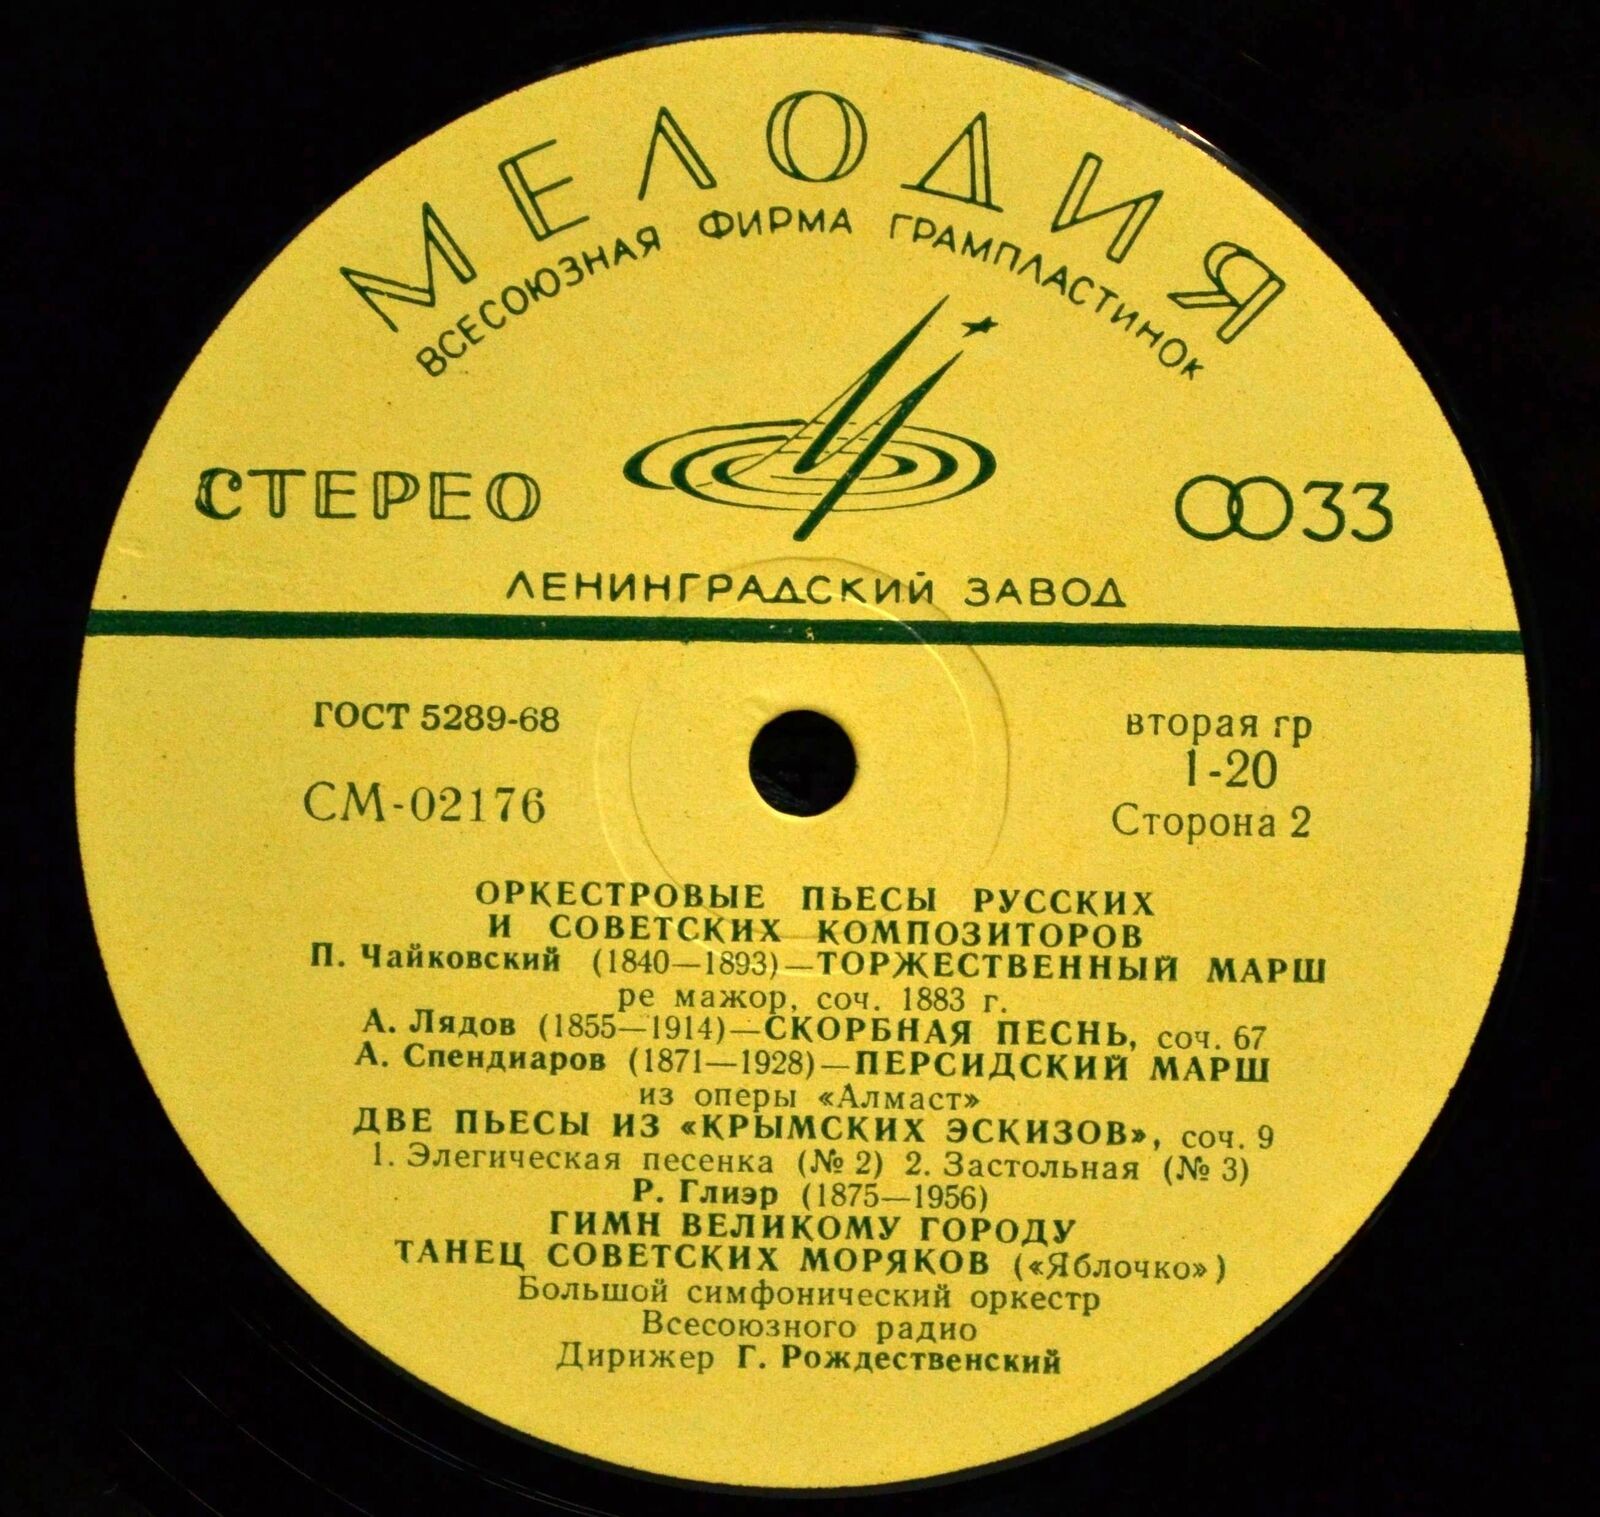 МЕЛОДИЯ
ВСЕСОЮЗНАЯ ФИРМА ГРАМПЛАСТИНОК
СТЕРЕО
33
ЛЕНИНГРАДСКИЙ ЗАВОД
ГОСТ 5289-68
СМ-02176
вторая гр
1-20
Сторона 2
ОРКЕСТРОВЫЕ ПЬЕСЫ РУССКИХ
И СОВЕТСКИХ КОМПОЗИТОРОВ
П. Чайковский (1840—1893)—ТОРЖЕСТВЕННЫЙ МАРШ
ре мажор, соч. 1883 г.
А. Лядов (1855—1914)—СКОРБНАЯ ПЕСНЬ, соч. 67
А. Спендиаров (1871—1928)—ПЕРСИДСКИЙ МАРШ
из оперы «Алмаст»
ДВЕ ПЬЕСЫ ИЗ «КРЫМСКИХ ЭСКИЗОВ», соч. 9
1. Элегическая песенка (№ 2) 2. Застольная (№ 3)
Р. Глиэр (1875—1956)
ГИМН ВЕЛИКОМУ ГОРОДУ
ТАНЕЦ СОВЕТСКИХ МОРЯКОВ («Яблочко»)
Большой симфонический оркестр
Всесоюзного радио
Дирижер Г. Рождественский